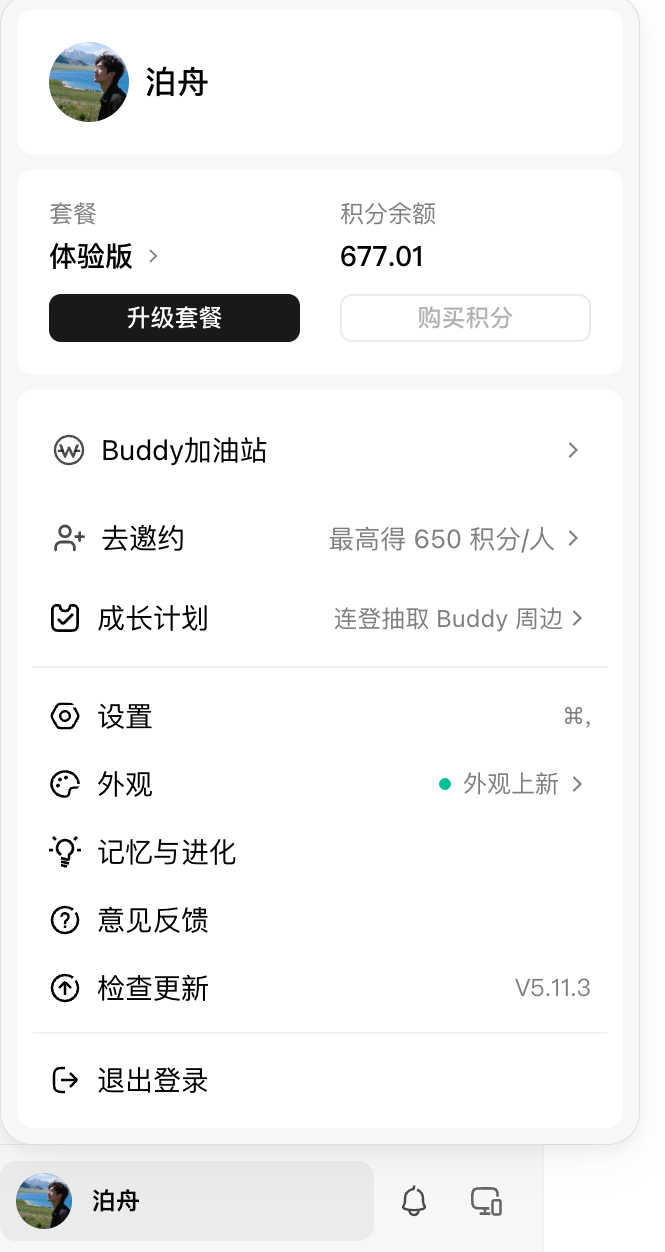 泊舟
套餐
积分余额
体验版
677.01
升级套餐
购买积分
Buddy加油站
去邀约
最高得 650 积分/人
成长计划
连登抽取 Buddy 周边
设置
⌘,
外观
外观上新
记忆与进化
意见反馈
检查更新
V5.11.3
退出登录
泊舟